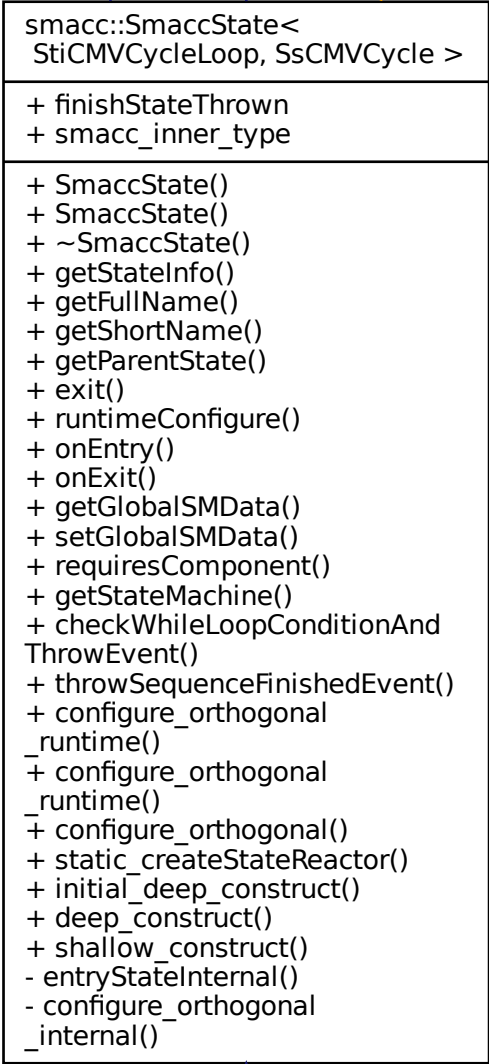 smacc::SmaccState<
StiCMVCycleLoop, SsCMVCycle >
+ finishStateThrown
+ smacc_inner_type
+ SmaccState()
+ SmaccState()
+ ~SmaccState()
+ getStateInfo()
+ getFullName()
+ getShortName()
+ getParentState()
+ exit()
+ runtimeConfigure()
+ onEntry()
+ onExit()
+ getGlobalSMData()
+ setGlobalSMData()
+ requiresComponent()
+ getStateMachine()
+ checkWhileLoopConditionAnd
ThrowEvent()
+ throwSequenceFinishedEvent()
+ configure_orthogonal
_runtime()
+ configure_orthogonal
_runtime()
+ configure_orthogonal()
+ static_createStateReactor()
+ initial_deep_construct()
+ deep_construct()
+ shallow_construct()
- entryStateInternal()
- configure_orthogonal
_internal()